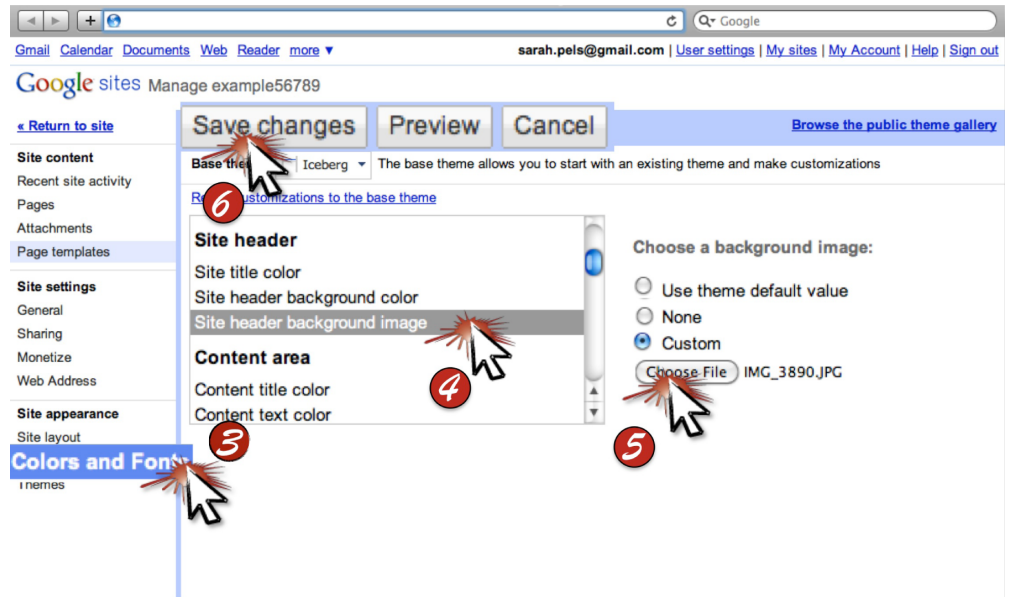 Google
Gmail Calendar Documents Web Reader more ▼
sarah.pels@gmail.com | User settings | My sites | My Account | Help | Sign out
Google sites Manage example56789
« Return to site
Save changes Preview Cancel
Browse the public theme gallery
Site content
Recent site activity
Pages
Attachments
Page templates
Site settings
General
Sharing
Monetize
Web Address
Site appearance
Site layout
Colors and Fonts
Themes
Base Iceberg The base theme allows you to start with an existing theme and make customizations
6
customizations to the base theme
Site header
Site title color
Site header background color
Site header background image
Content area
Content title color
Content text color
4
3
Choose a background image:
Use theme default value
None
Custom
Choose File IMG_3890.JPG
5